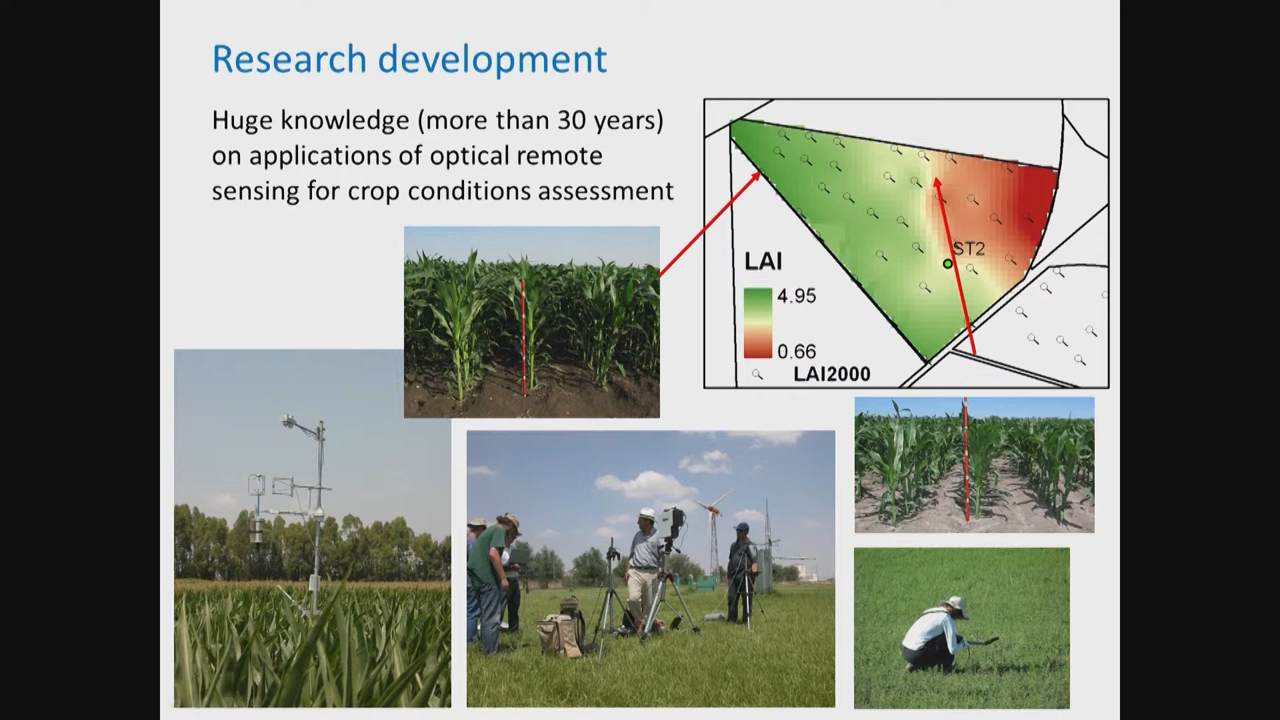 Research development
Huge knowledge (more than 30 years)
on applications of optical remote
sensing for crop conditions assessment
ST2
LAI
4.95
0.66
LAI2000